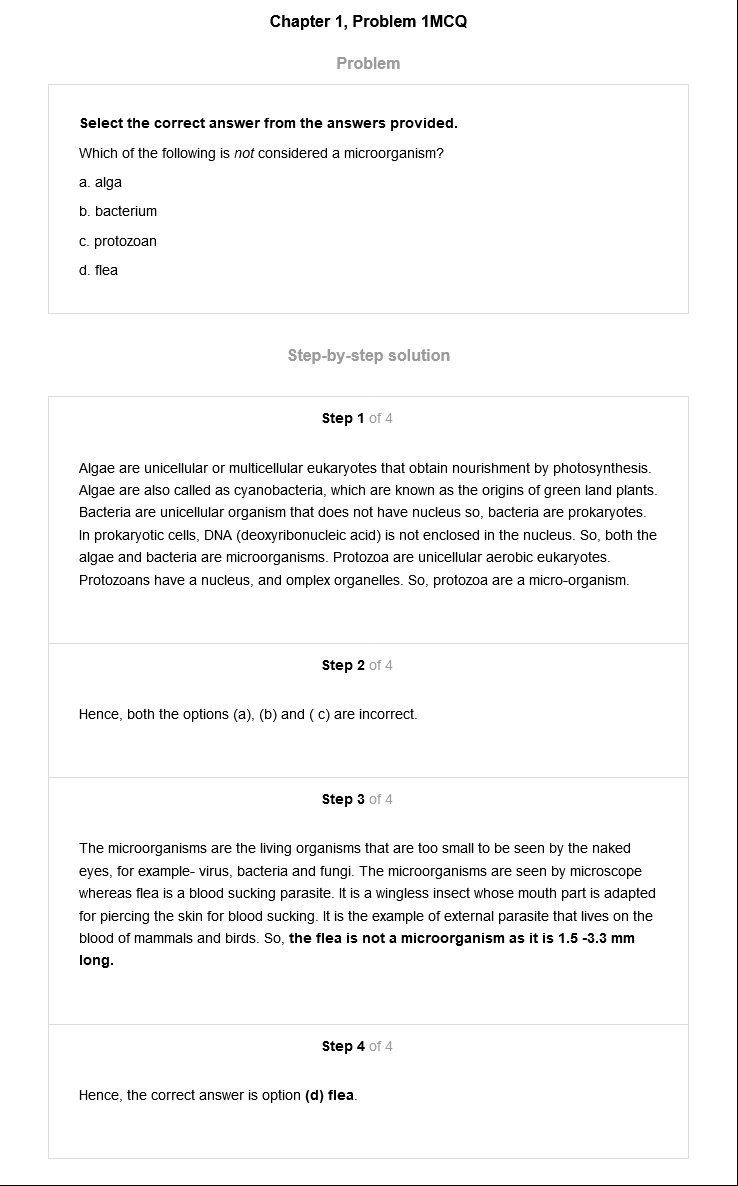 Chapter 1, Problem 1MCQ
Problem
Select the correct answer from the answers provided.
Which of the following is not considered a microorganism?
a. alga
b. bacterium
c. protozoan
d. flea
Step-by-step solution
Step 1 of 4
Algae are unicellular or multicellular eukaryotes that obtain nourishment by photosynthesis.
Algae are also called as cyanobacteria, which are known as the origins of green land plants.
Bacteria are unicellular organism that does not have nucleus so, bacteria are prokaryotes.
In prokaryotic cells, DNA (deoxyribonucleic acid) is not enclosed in the nucleus. So, both the
algae and bacteria are microorganisms. Protozoa are unicellular aerobic eukaryotes.
Protozoans have a nucleus, and omplex organelles. So, protozoa are a micro-organism.
Step 2 of 4
Hence, both the options (a), (b) and ( c) are incorrect.
Step 3 of 4
The microorganisms are the living organisms that are too small to be seen by the naked
eyes, for example- virus, bacteria and fungi. The microorganisms are seen by microscope
whereas flea is a blood sucking parasite. It is a wingless insect whose mouth part is adapted
for piercing the skin for blood sucking. It is the example of external parasite that lives on the
blood of mammals and birds. So, the flea is not a microorganism as it is 1.5 -3.3 mm
long.
Step 4 of 4
Hence, the correct answer is option (d) flea.